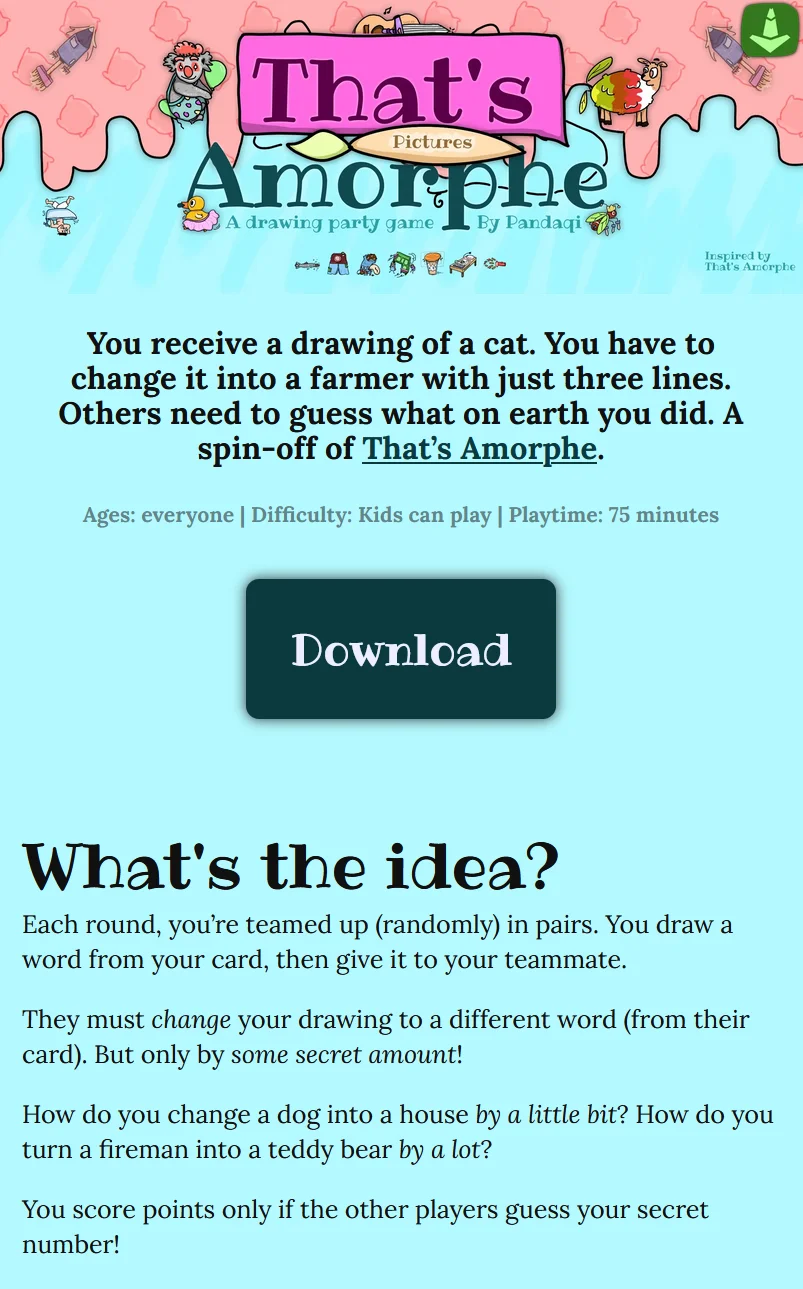 That's
Pictures
Amorphe
A drawing party game By Pandaqi
Inspired by
That's Amorphe
You receive a drawing of a cat. You have to
change it into a farmer with just three lines.
Others need to guess what on earth you did. A
spin-off of That’s Amorphe.
Ages: everyone | Difficulty: Kids can play | Playtime: 75 minutes
Download
What's the idea?
Each round, you’re teamed up (randomly) in pairs. You draw a
word from your card, then give it to your teammate.
They must change your drawing to a different word (from their
card). But only by some secret amount!
How do you change a dog into a house by a little bit? How do you
turn a fireman into a teddy bear by a lot?
You score points only if the other players guess your secret
number!